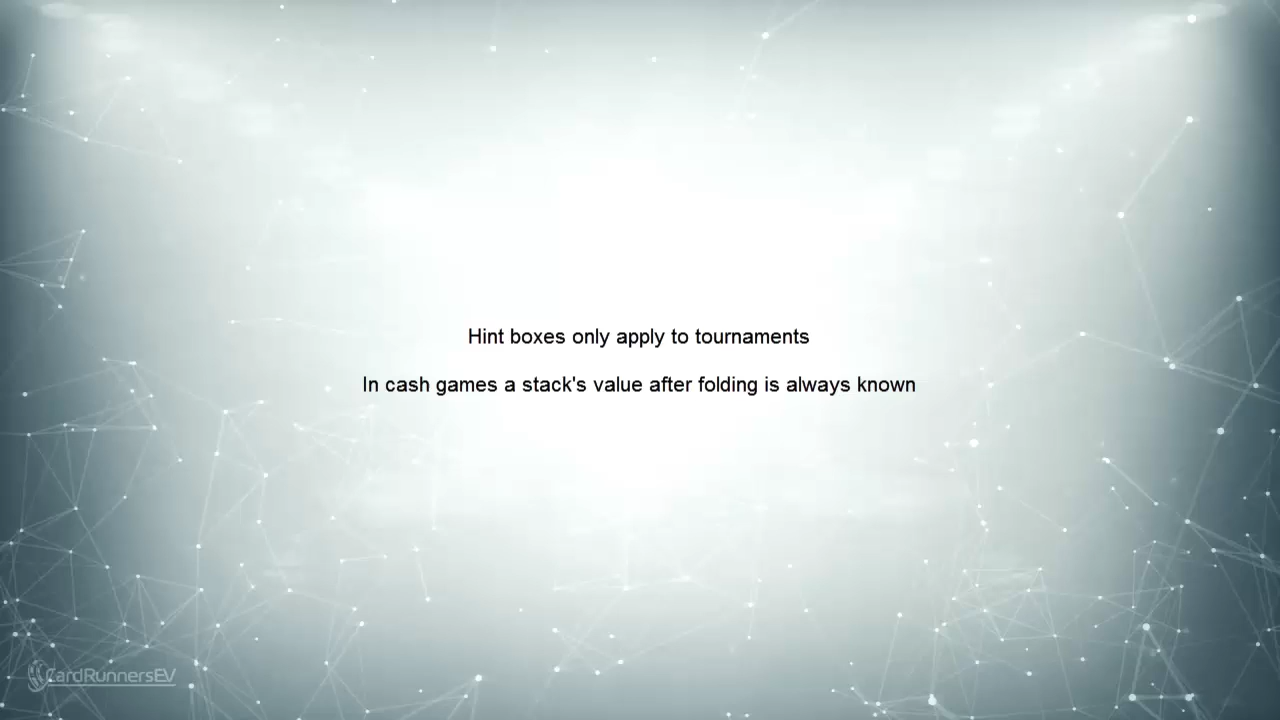 Hint boxes only apply to tournaments
In cash games a stack's value after folding is always known
CardRunnersEV